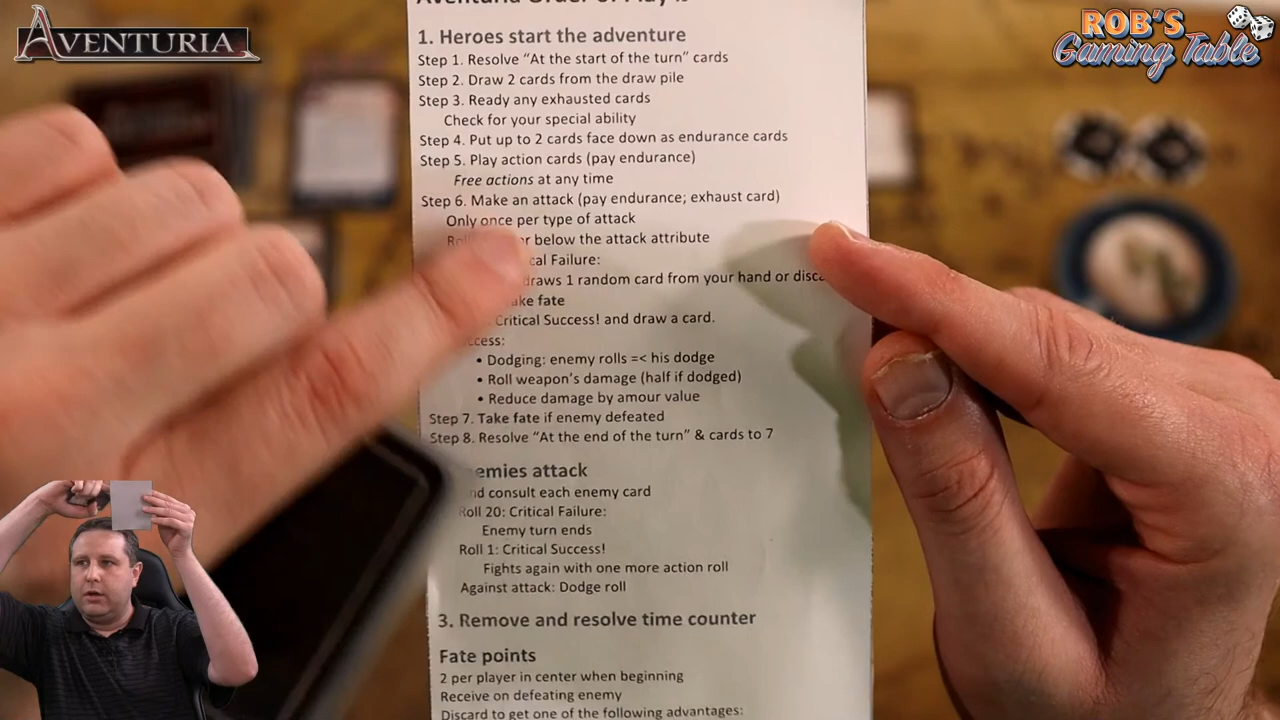 AVENTURIA
ROB'S
Gaming Table
Aventuria Order of Play
1. Heroes start the adventure
Step 1. Resolve “At the start of the turn” cards
Step 2. Draw 2 cards from the draw pile
Step 3. Ready any exhausted cards
Check for your special ability
Step 4. Put up to 2 cards face down as endurance cards
Step 5. Play action cards (pay endurance)
Free actions at any time
Step 6. Make an attack (pay endurance; exhaust card)
Only once per type of attack
below the attack attribute
Failure:
draws 1 random card from your hand or
fate
Critical Success! and draw a card.
• Dodging: enemy rolls =< his dodge
• Roll weapon's damage (half if dodged)
• Reduce damage by amour value
Step 7. Take fate if enemy defeated
Step 8. Resolve “At the end of the turn” & cards to 7
attack
consult each enemy card
Roll 20: Critical Failure:
Enemy turn ends
Roll 1: Critical Success!
Fights again with one more action roll
Against attack: Dodge roll
3. Remove and resolve time counter
Fate points
2 per player in center when beginning
Receive on defeating enemy
Discard to get one of the following advantages: